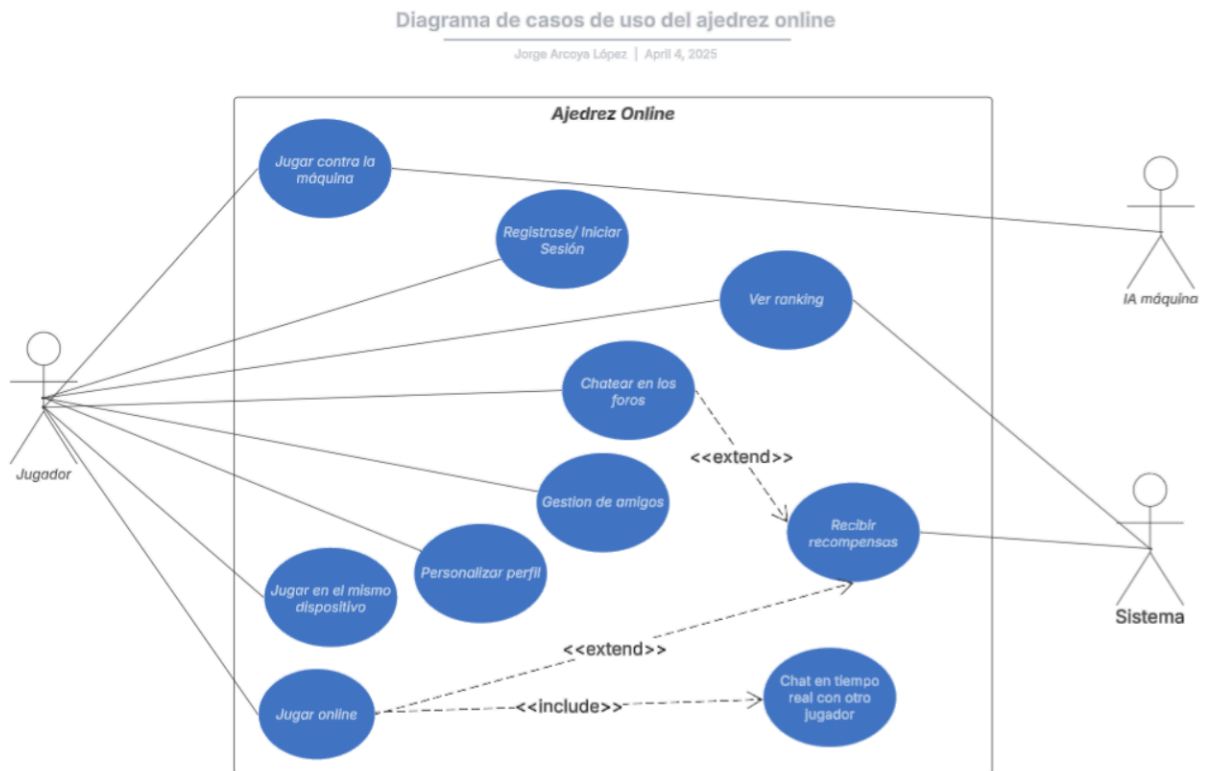 Diagrama de casos de uso del ajedrez online
Jorge Arcoya López | April 4, 2025
Ajedrez Online
Jugar contra la
máquina
Registrase/ Iniciar
Sesión
Ver ranking
IA máquina
Chatear en los
foros
<<extend>>
Jugador
Gestion de amigos
Recibir
recompensas
Personalizar perfil
Jugar en el mismo
dispositivo
Sistema
<<extend>>
Chat en tiempo
real con otro
jugador
<<include>>
Jugar online